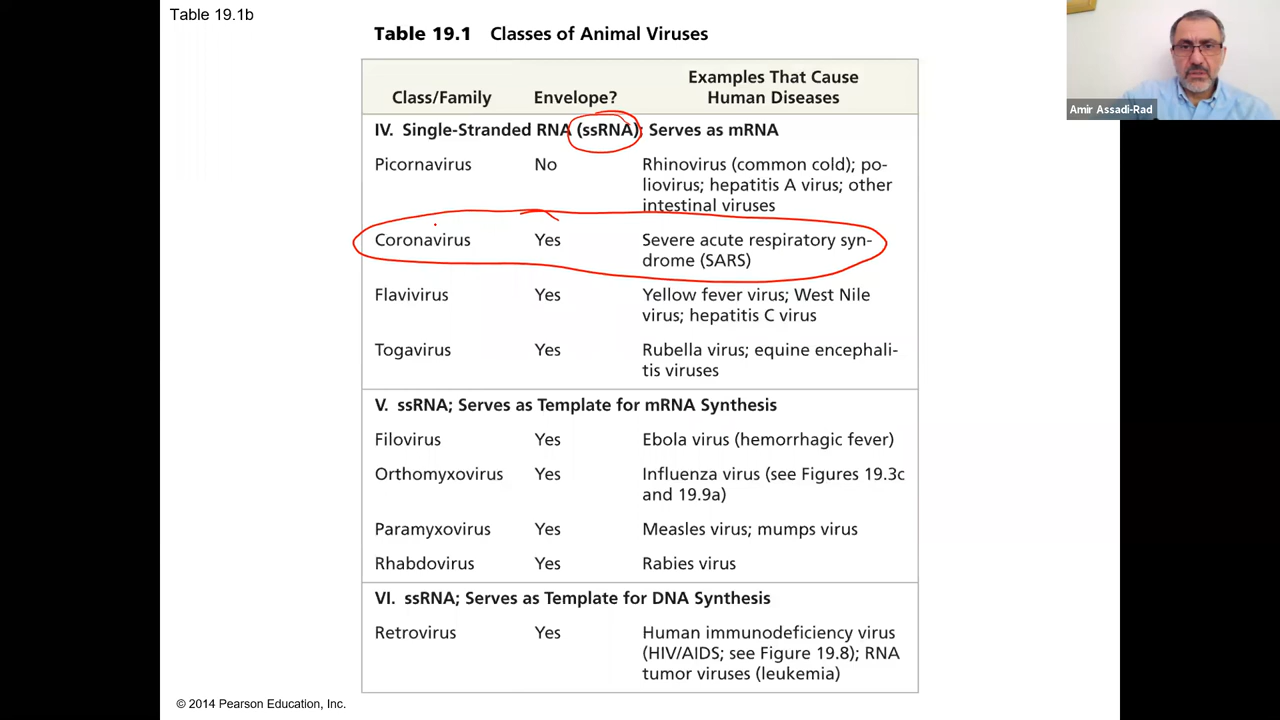 Table 19.1b
Table 19.1 Classes of Animal Viruses
Class/Family Envelope? Examples That Cause
Human Diseases
IV. Single-Stranded RNA (ssRNA); Serves as mRNA
Picornavirus No Rhinovirus (common cold); po-
liovirus; hepatitis A virus; other
intestinal viruses
Coronavirus Yes Severe acute respiratory syn-
drome (SARS)
Flavivirus Yes Yellow fever virus; West Nile
virus; hepatitis C virus
Togavirus Yes Rubella virus; equine encephali-
tis viruses
V. ssRNA; Serves as Template for mRNA Synthesis
Filovirus Yes Ebola virus (hemorrhagic fever)
Orthomyxovirus Yes Influenza virus (see Figures 19.3c
and 19.9a)
Paramyxovirus Yes Measles virus; mumps virus
Rhabdovirus Yes Rabies virus
VI. ssRNA; Serves as Template for DNA Synthesis
Retrovirus Yes Human immunodeficiency virus
(HIV/AIDS; see Figure 19.8); RNA
tumor viruses (leukemia)
© 2014 Pearson Education, Inc.
Amir Assadi-Rad